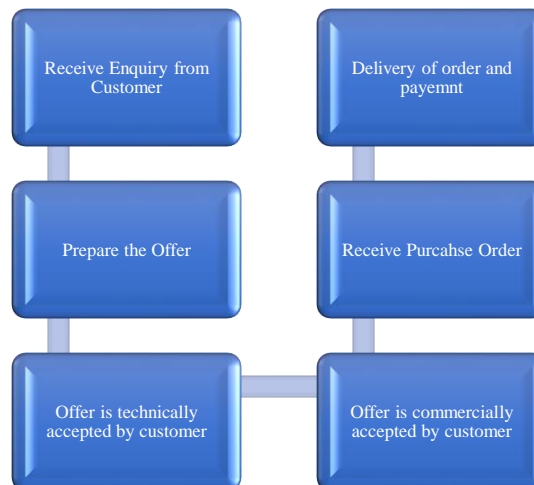 Receive Enquiry from
Customer
Prepare the Offer
Offer is technically
accepted by customer
Offer is commercially
accepted by customer
Receive Purcahse Order
Delivery of order and
payemnt